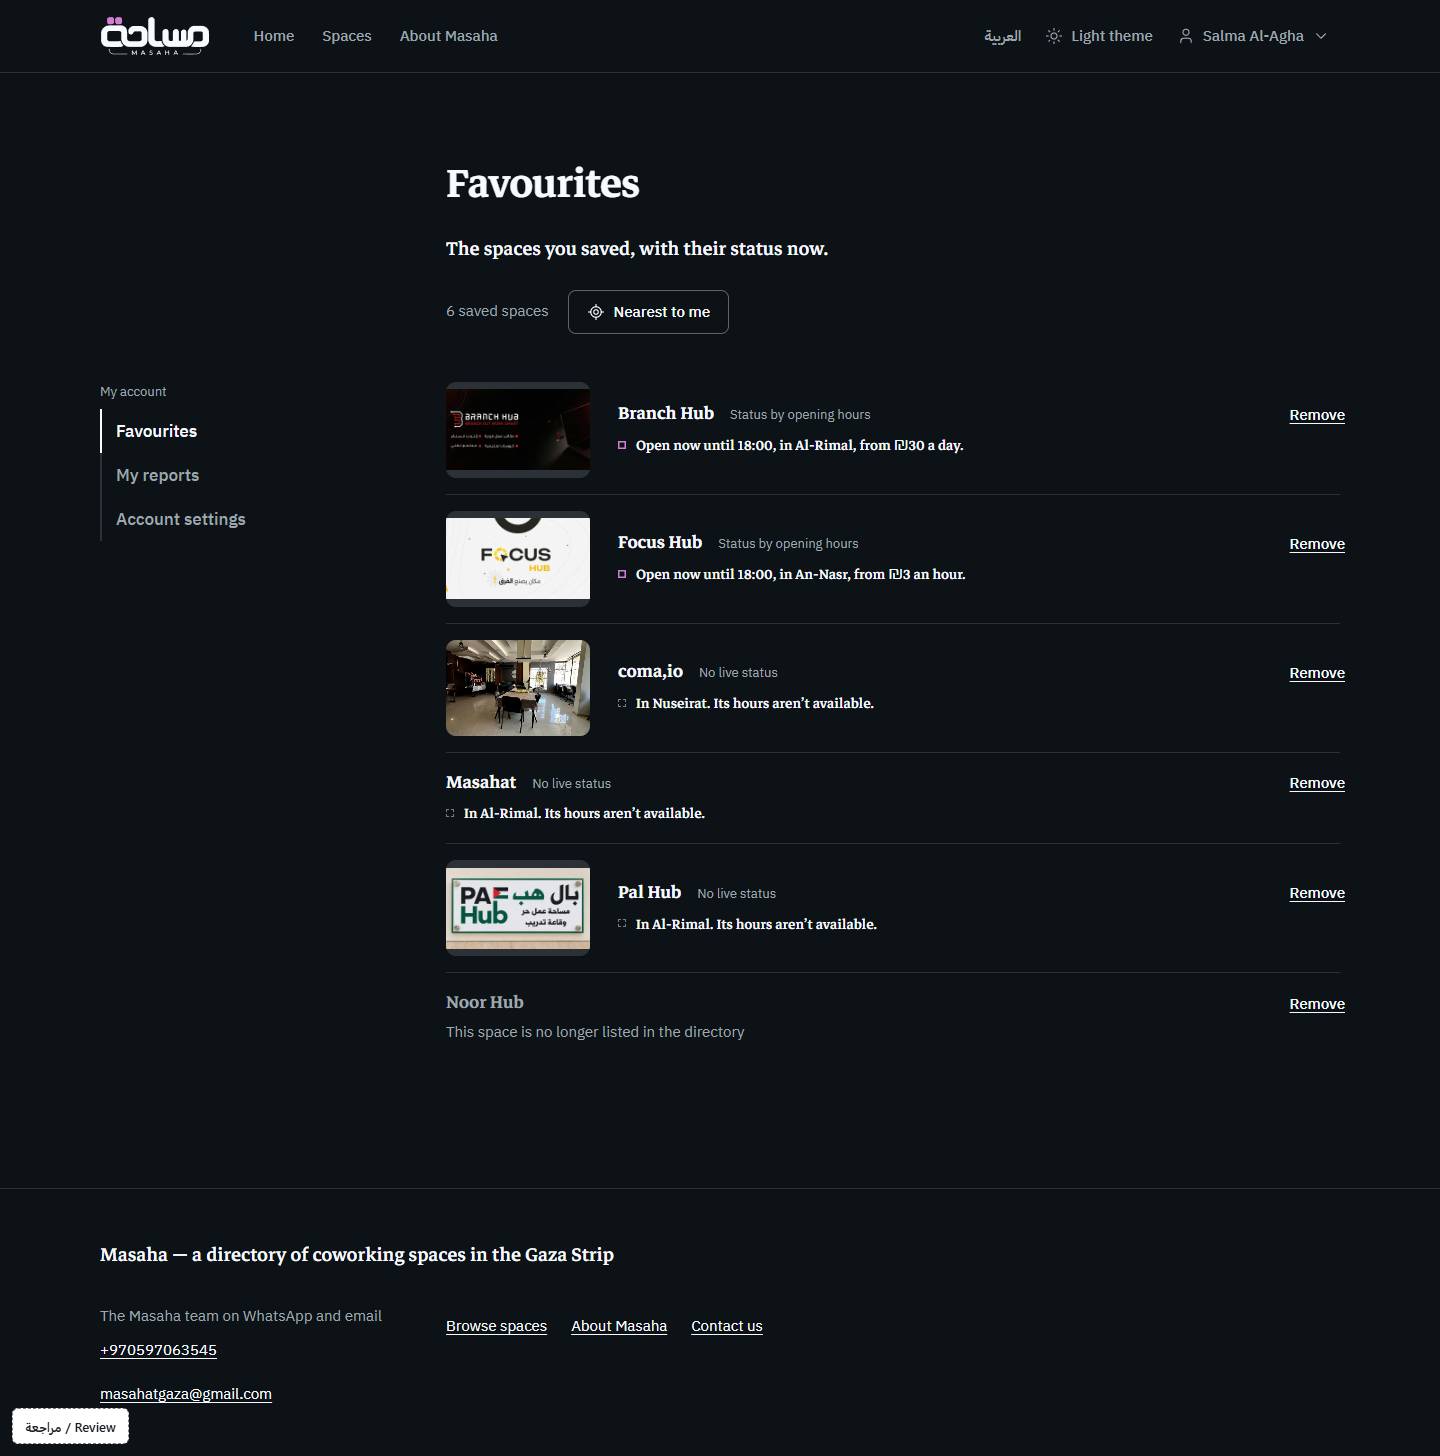 مساحة
MASAHA
Home
Spaces
About Masaha
العربية
Light theme
Salma Al-Agha
Favourites
The spaces you saved, with their status now.
6 saved spaces
Nearest to me
My account
Favourites
My reports
Account settings
BRANCH HUB
Branch Hub Status by opening hours
Open now until 18:00, in Al-Rimal, from ₪30 a day.
Remove
FOCUS
HUB
مكان يصنع الفرق
Focus Hub Status by opening hours
Open now until 18:00, in An-Nasr, from ₪3 an hour.
Remove
coma,io No live status
In Nuseirat. Its hours aren’t available.
Remove
Masahat No live status
In Al-Rimal. Its hours aren’t available.
Remove
بال هب
Hub
مساحة عمل حر
وقاعة تدريب
Pal Hub No live status
In Al-Rimal. Its hours aren’t available.
Remove
Noor Hub
This space is no longer listed in the directory
Remove
Masaha — a directory of coworking spaces in the Gaza Strip
The Masaha team on WhatsApp and email
+970597063545
masahatgaza@gmail.com
Browse spaces
About Masaha
Contact us
مراجعة / Review